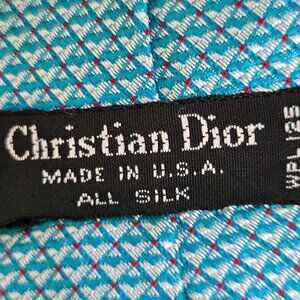 Christian Dior
MADE IN U.S.A.
ALL SILK
WPL 125